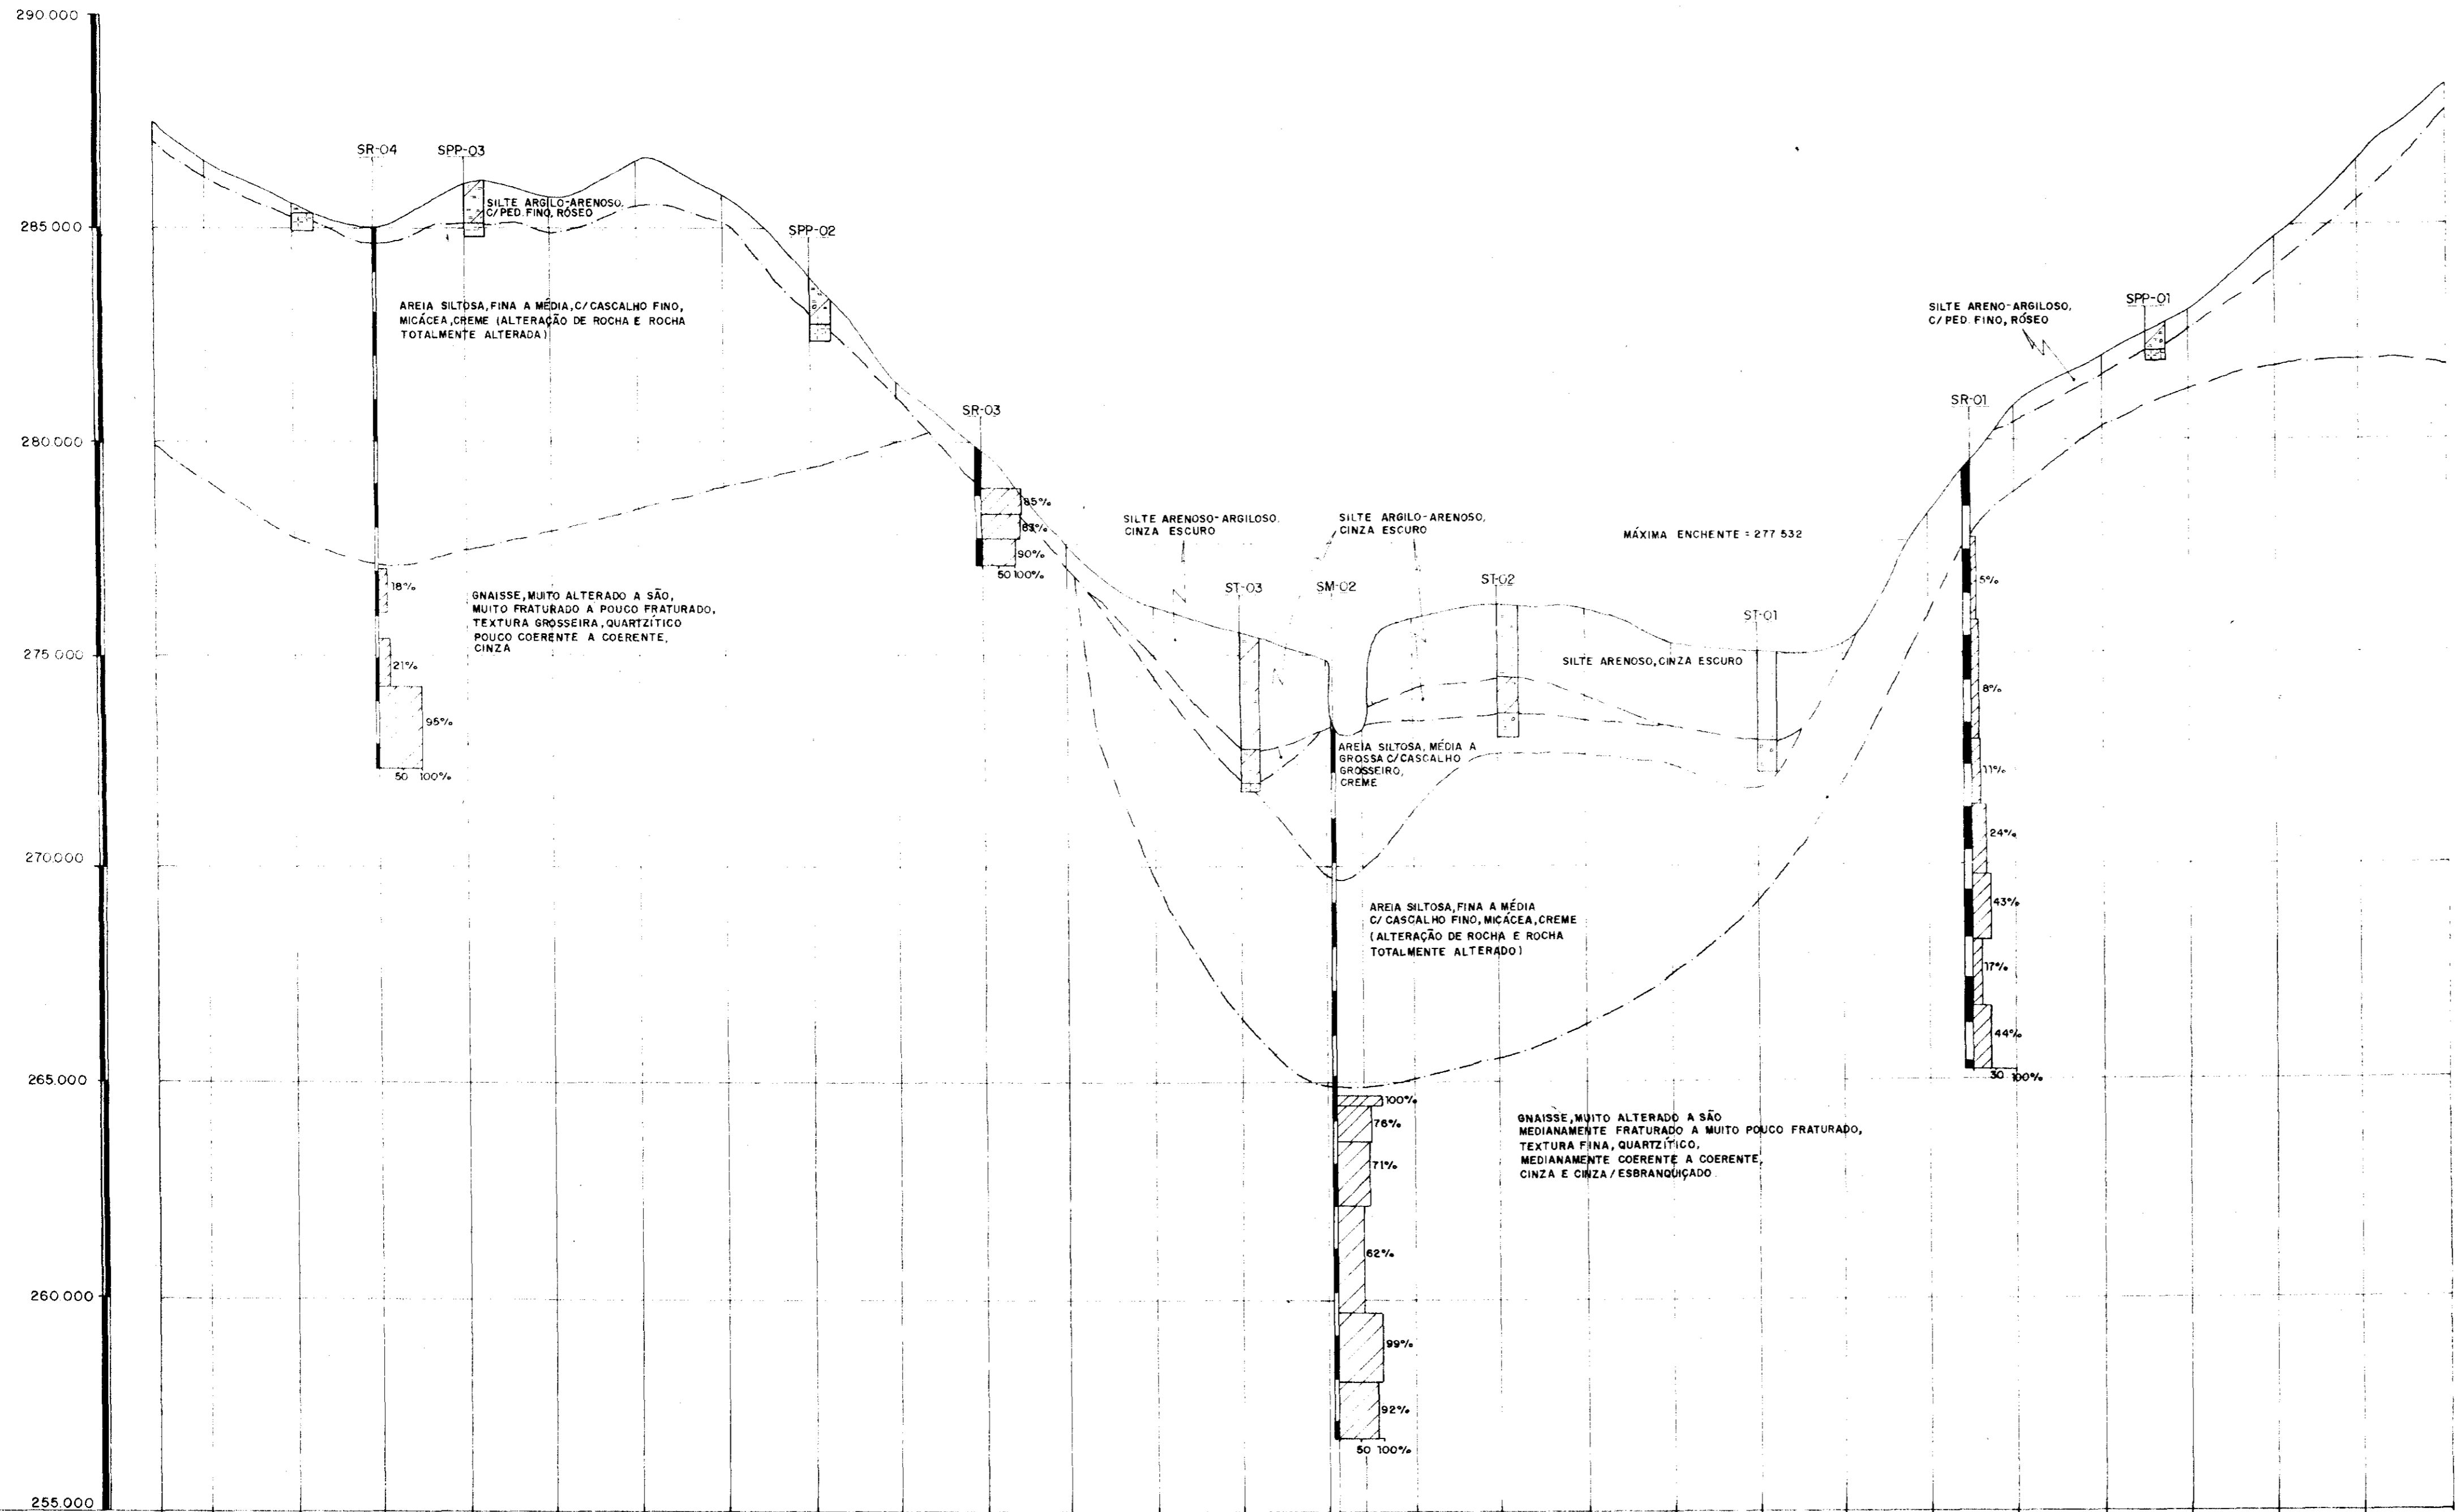 290.000
285.000
280.000
275.000
270.000
265.000
260.000
255.000
SR-04
SPP-03
SILTE ARGILO-ARENOSO,
C/PED. FINO, RÓSEO
AREIA SILTOSA, FINA A MÉDIA, C/CASCALHO FINO,
MICÁCEA, CREME (ALTERAÇÃO DE ROCHA E ROCHA
TOTALMENTE ALTERADA)
18%
21%
95%
50 100%
GNAISSE, MUITO ALTERADO A SÃO,
MUITO FRATURADO A POUCO FRATURADO,
TEXTURA GROSSEIRA, QUARTZÍTICO
POUCO COERENTE A COERENTE,
CINZA
SPP-02
SR-03
85%
83%
90%
50 100%
SILTE ARENOSO-ARGILOSO.
CINZA ESCURO
SILTE ARGILO-ARENOSO,
CINZA ESCURO
MÁXIMA ENCHENTE = 277 532
ST-03
SM-02
ST-02
ST-01
SILTE ARENOSO, CINZA ESCURO
AREIA SILTOSA, MÉDIA A
GROSSA C/CASCALHO
GROSSEIRO,
CREME
AREIA SILTOSA, FINA A MÉDIA
C/ CASCALHO FINO, MICÁCEA, CREME
(ALTERAÇÃO DE ROCHA E ROCHA
TOTALMENTE ALTERADO)
100%
76%
71%
62%
99%
92%
50 100%
GNAISSE, MUITO ALTERADO A SÃO
MEDIANAMENTE FRATURADO A MUITO POUCO FRATURADO,
TEXTURA FINA, QUARTZÍTICO,
MEDIANAMENTE COERENTE A COERENTE,
CINZA E CINZA/ESBRANQUIÇADO.
SILTE ARENO-ARGILOSO,
C/PED. FINO, RÓSEO
SPP-01
SR-01
5%
8%
11%
24%
43%
17%
44%
30 100%